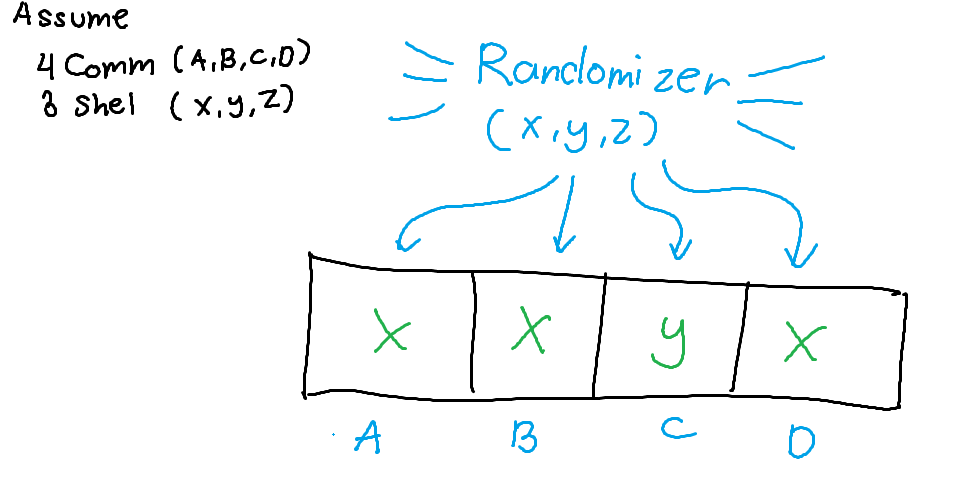 Assume
4 Comm (A,B,C,D)
3 Shel (x,y,z)
Randomizer
(x,y,z)
X X y X
A B C D